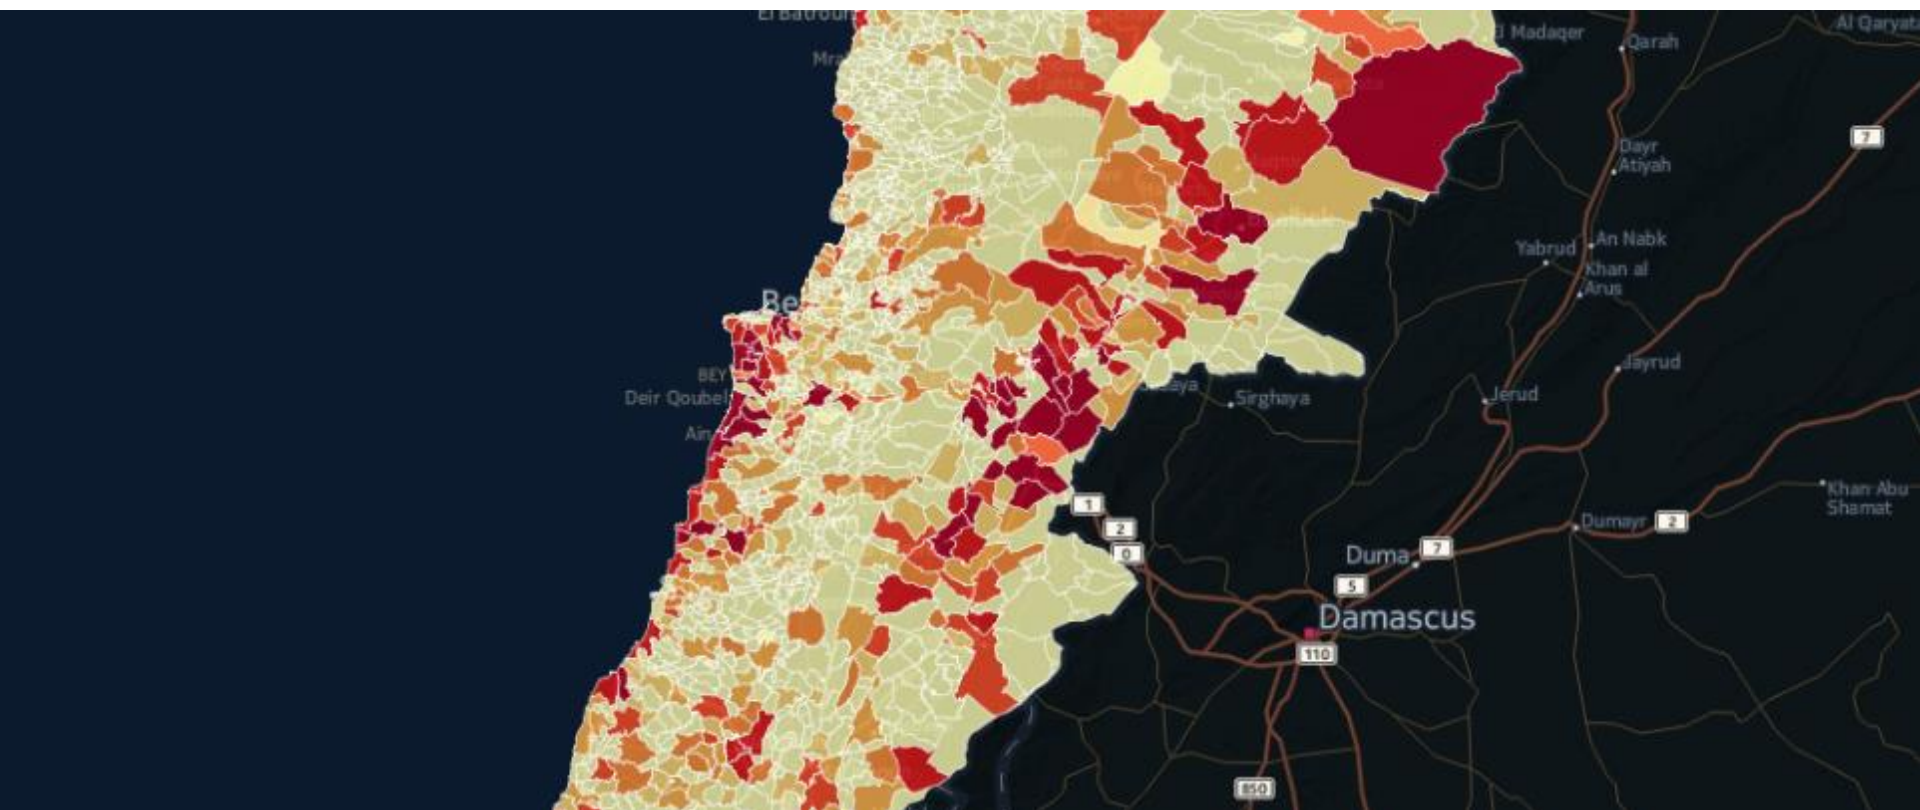 El Batroun
El Madaqer
Al Qaryat
Qarah
Mra
7
Dayr
Atiyah
Yabrud
An Nabk
Khan al
Arus
Be
Jayrud
BEY
Deir Qoubel
Sirghaya
Jerud
Ain
Khan Abu
Shamat
1
2
0
Dumayr
2
Duma
7
5
Damascus
110
850